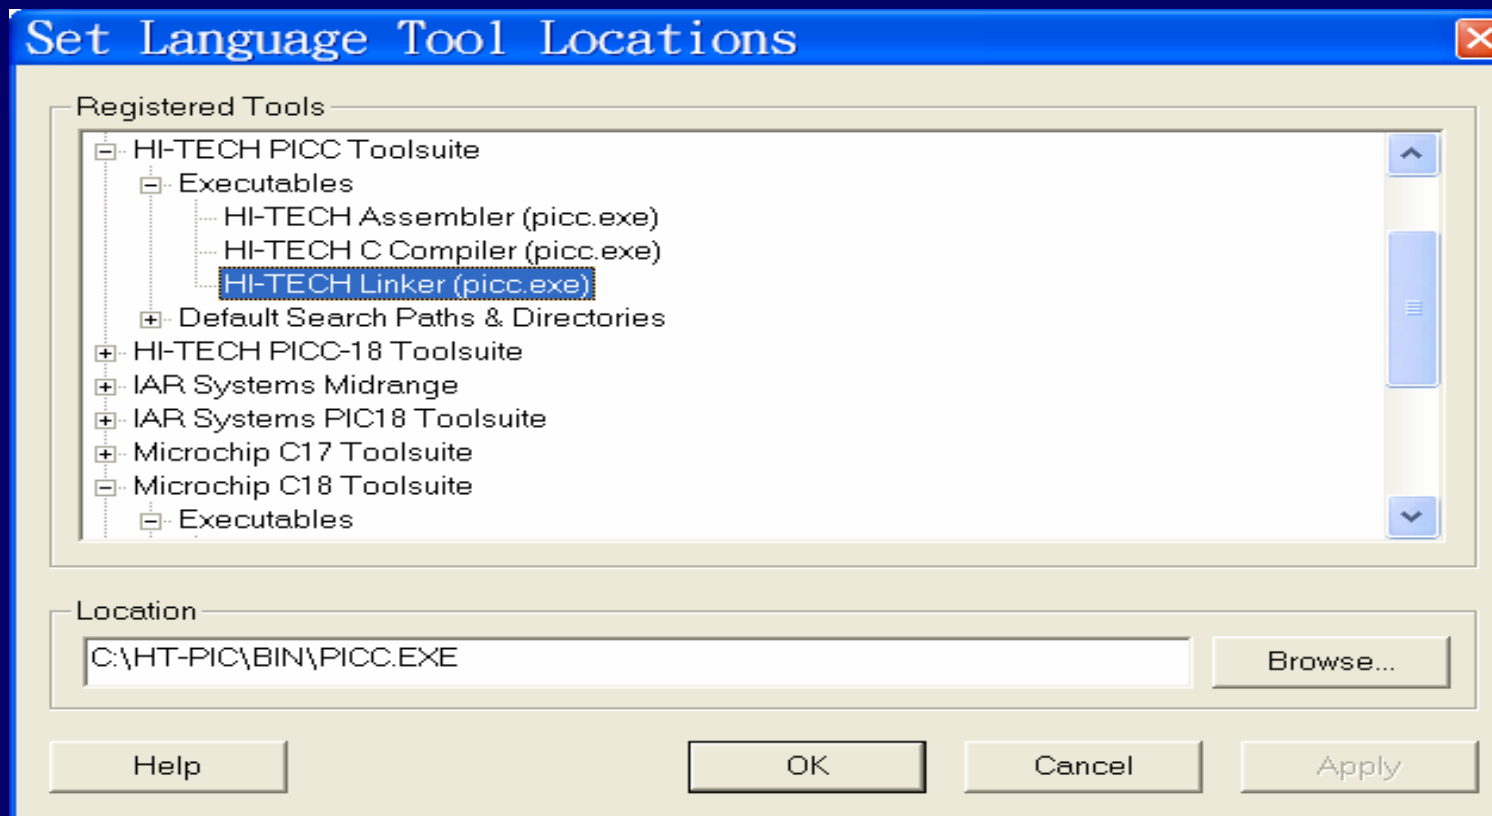 Set Language Tool Locations
Registered Tools
HI-TECH PICC Toolsuite
Executables
HI-TECH Assembler (picc.exe)
HI-TECH C Compiler (picc.exe)
HI-TECH Linker (picc.exe)
Default Search Paths & Directories
HI-TECH PICC-18 Toolsuite
IAR Systems Midrange
IAR Systems PIC18 Toolsuite
Microchip C17 Toolsuite
Microchip C18 Toolsuite
Executables
Location
C:\HT-PIC\BIN\PICC.EXE
Browse...
Help
OK
Cancel
Apply